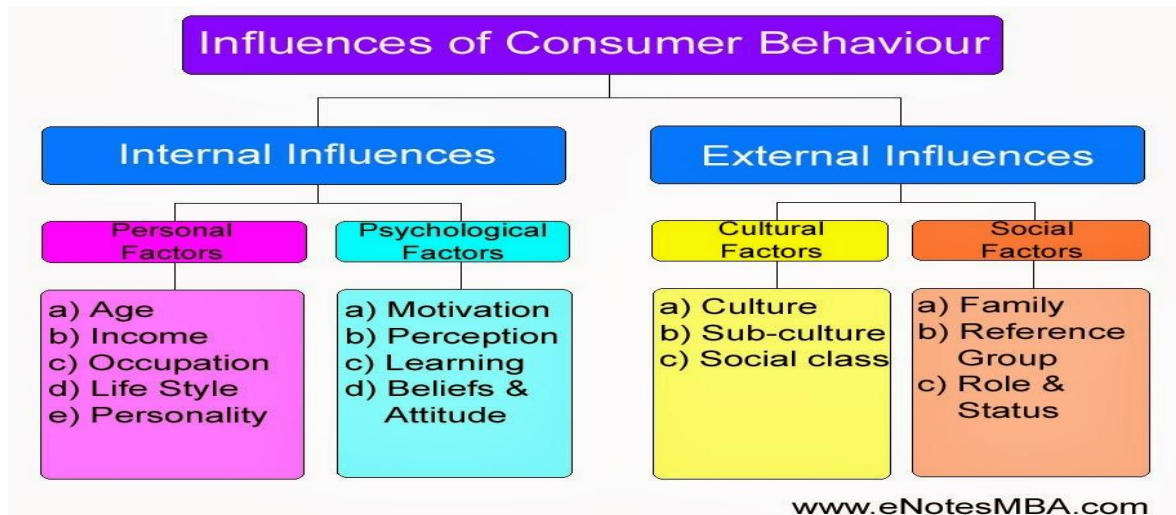 Influences of Consumer Behaviour
Internal Influences
External Influences
Personal
Factors
Psychological
Factors
Cultural
Factors
Social
Factors
a) Age
b) Income
c) Occupation
d) Life Style
e) Personality
a) Motivation
b) Perception
c) Learning
d) Beliefs &
Attitude
a) Culture
b) Sub-culture
c) Social class
a) Family
b) Reference
Group
c) Role &
Status
www.eNotesMBA.com